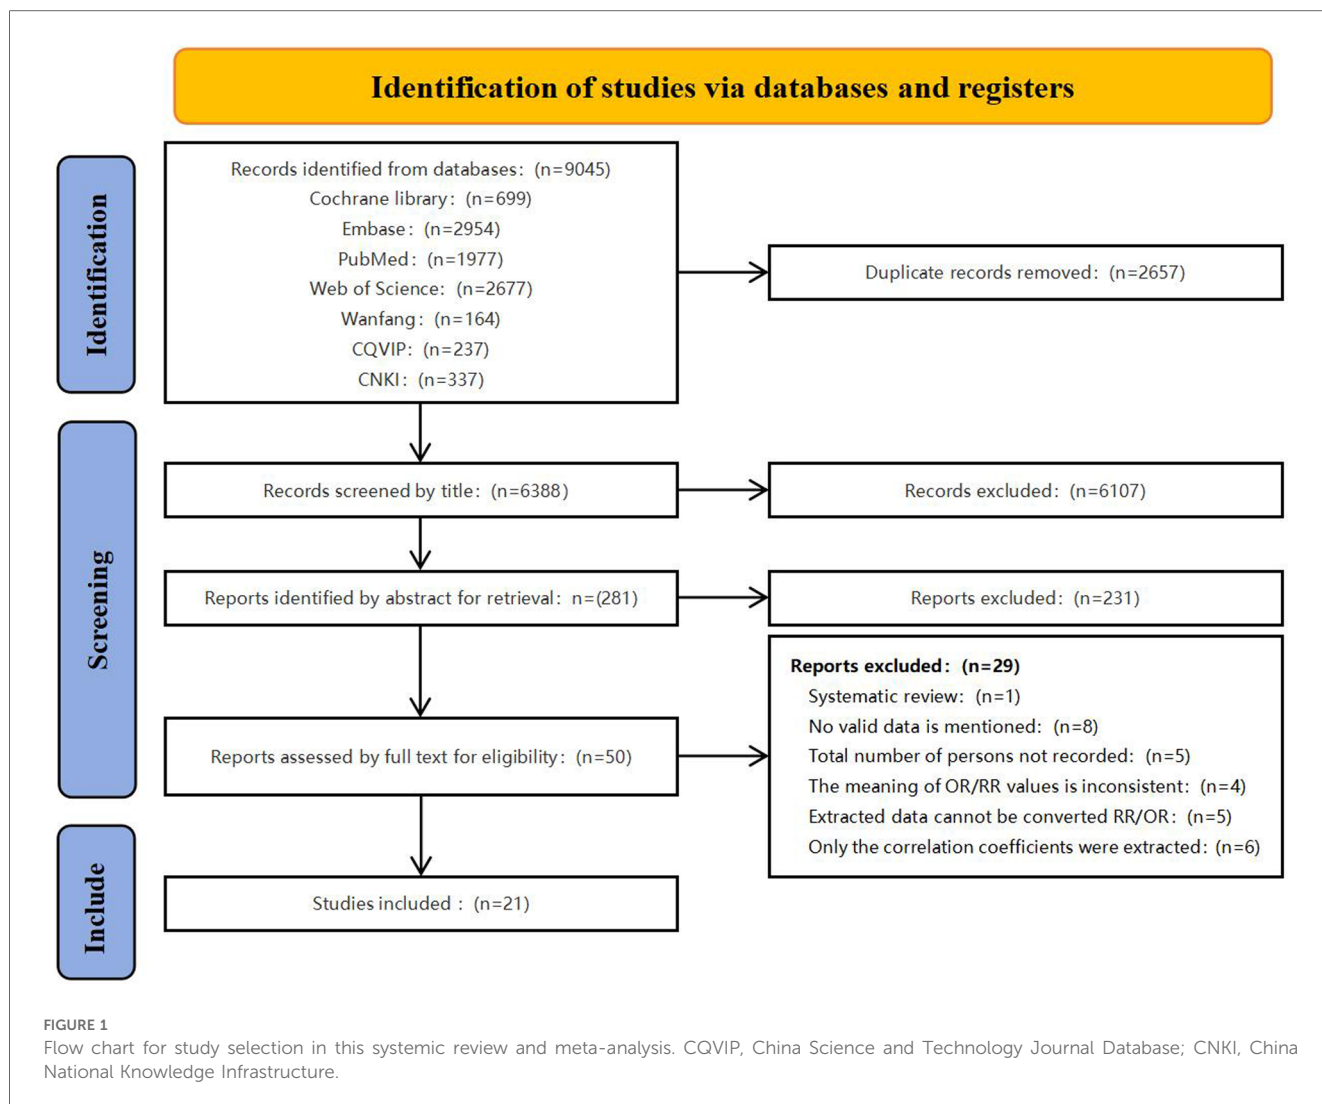 Identification of studies via databases and registers
Identification
Records identified from databases: (n=9045)
Cochrane library: (n=699)
Embase: (n=2954)
PubMed: (n=1977)
Web of Science: (n=2677)
Wanfang: (n=164)
CQVIP: (n=237)
CNKI: (n=337)
Duplicate records removed: (n=2657)
Screening
Records screened by title: (n=6388)
Records excluded: (n=6107)
Reports identified by abstract for retrieval: n=(281)
Reports excluded: (n=231)
Reports assessed by full text for eligibility: (n=50)
Reports excluded: (n=29)
Systematic review: (n=1)
No valid data is mentioned: (n=8)
Total number of persons not recorded: (n=5)
The meaning of OR/RR values is inconsistent: (n=4)
Extracted data cannot be converted RR/OR: (n=5)
Only the correlation coefficients were extracted: (n=6)
Include
Studies included : (n=21)
FIGURE 1
Flow chart for study selection in this systemic review and meta-analysis. CQVIP, China Science and Technology Journal Database; CNKI, China
National Knowledge Infrastructure.